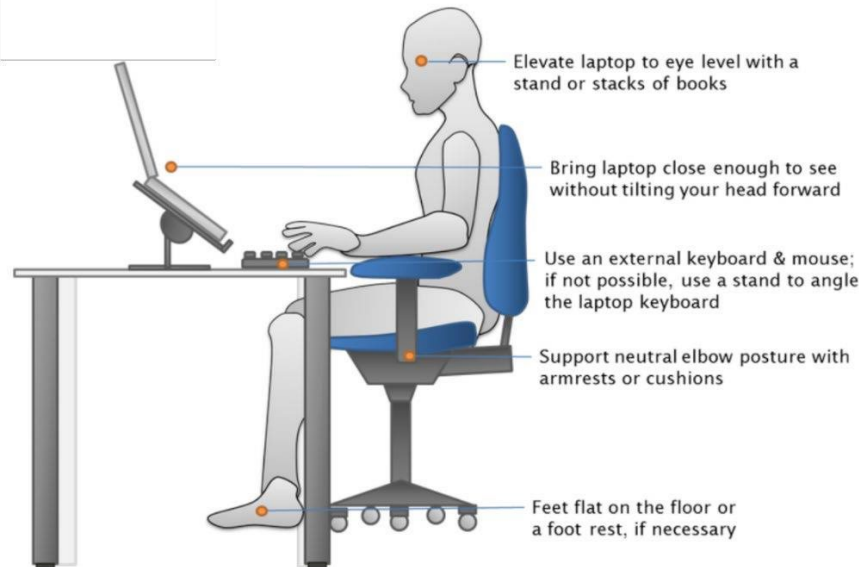 Elevate laptop to eye level with a
stand or stacks of books
Bring laptop close enough to see
without tilting your head forward
Use an external keyboard & mouse;
if not possible, use a stand to angle
the laptop keyboard
Support neutral elbow posture with
armrests or cushions
Feet flat on the floor or
a foot rest, if necessary